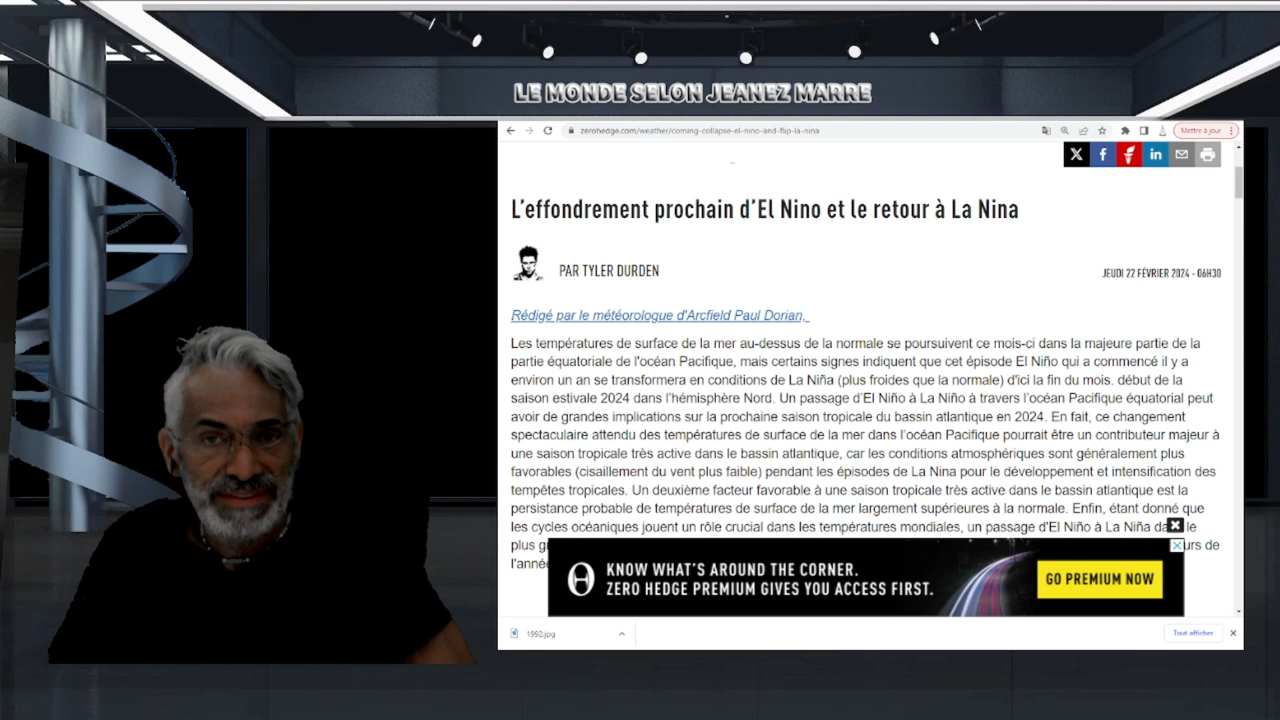 LE MONDE SELON JEANEZ MARRE
zerohedge.com/weather/coming-collapse-el-nino-and-flip-la-nina
Mettre à jour
L'effondrement prochain d'El Nino et le retour à La Nina
PAR TYLER DURDEN
JEUDI 22 FÉVRIER 2024 - 06H30
Rédigé par le météorologue d'Arcfield Paul Dorian,
Les températures de surface de la mer au-dessus de la normale se poursuivent ce mois-ci dans la majeure partie de la
partie équatoriale de l'océan Pacifique, mais certains signes indiquent que cet épisode El Niño qui a commencé il y a
environ un an se transformera en conditions de La Niña (plus froides que la normale) d'ici la fin du mois. début de la
saison estivale 2024 dans l'hémisphère Nord. Un passage d'El Niño à La Niño à travers l'océan Pacifique équatorial peut
avoir de grandes implications sur la prochaine saison tropicale du bassin atlantique en 2024. En fait, ce changement
spectaculaire attendu des températures de surface de la mer dans l'océan Pacifique pourrait être un contributeur majeur à
une saison tropicale très active dans le bassin atlantique, car les conditions atmosphériques sont généralement plus
favorables (cisaillement du vent plus faible) pendant les épisodes de La Nina pour le développement et intensification des
tempêtes tropicales. Un deuxième facteur favorable à une saison tropicale très active dans le bassin atlantique est la
persistance probable de températures de surface de la mer largement supérieures à la normale. Enfin, étant donné que
les cycles océaniques jouent un rôle crucial dans les températures mondiales, un passage d'El Niño à La Niña da le
plus g urs de
l'anné
KNOW WHAT'S AROUND THE CORNER.
ZERO HEDGE PREMIUM GIVES YOU ACCESS FIRST.
GO PREMIUM NOW
1992.jpg
Tout afficher